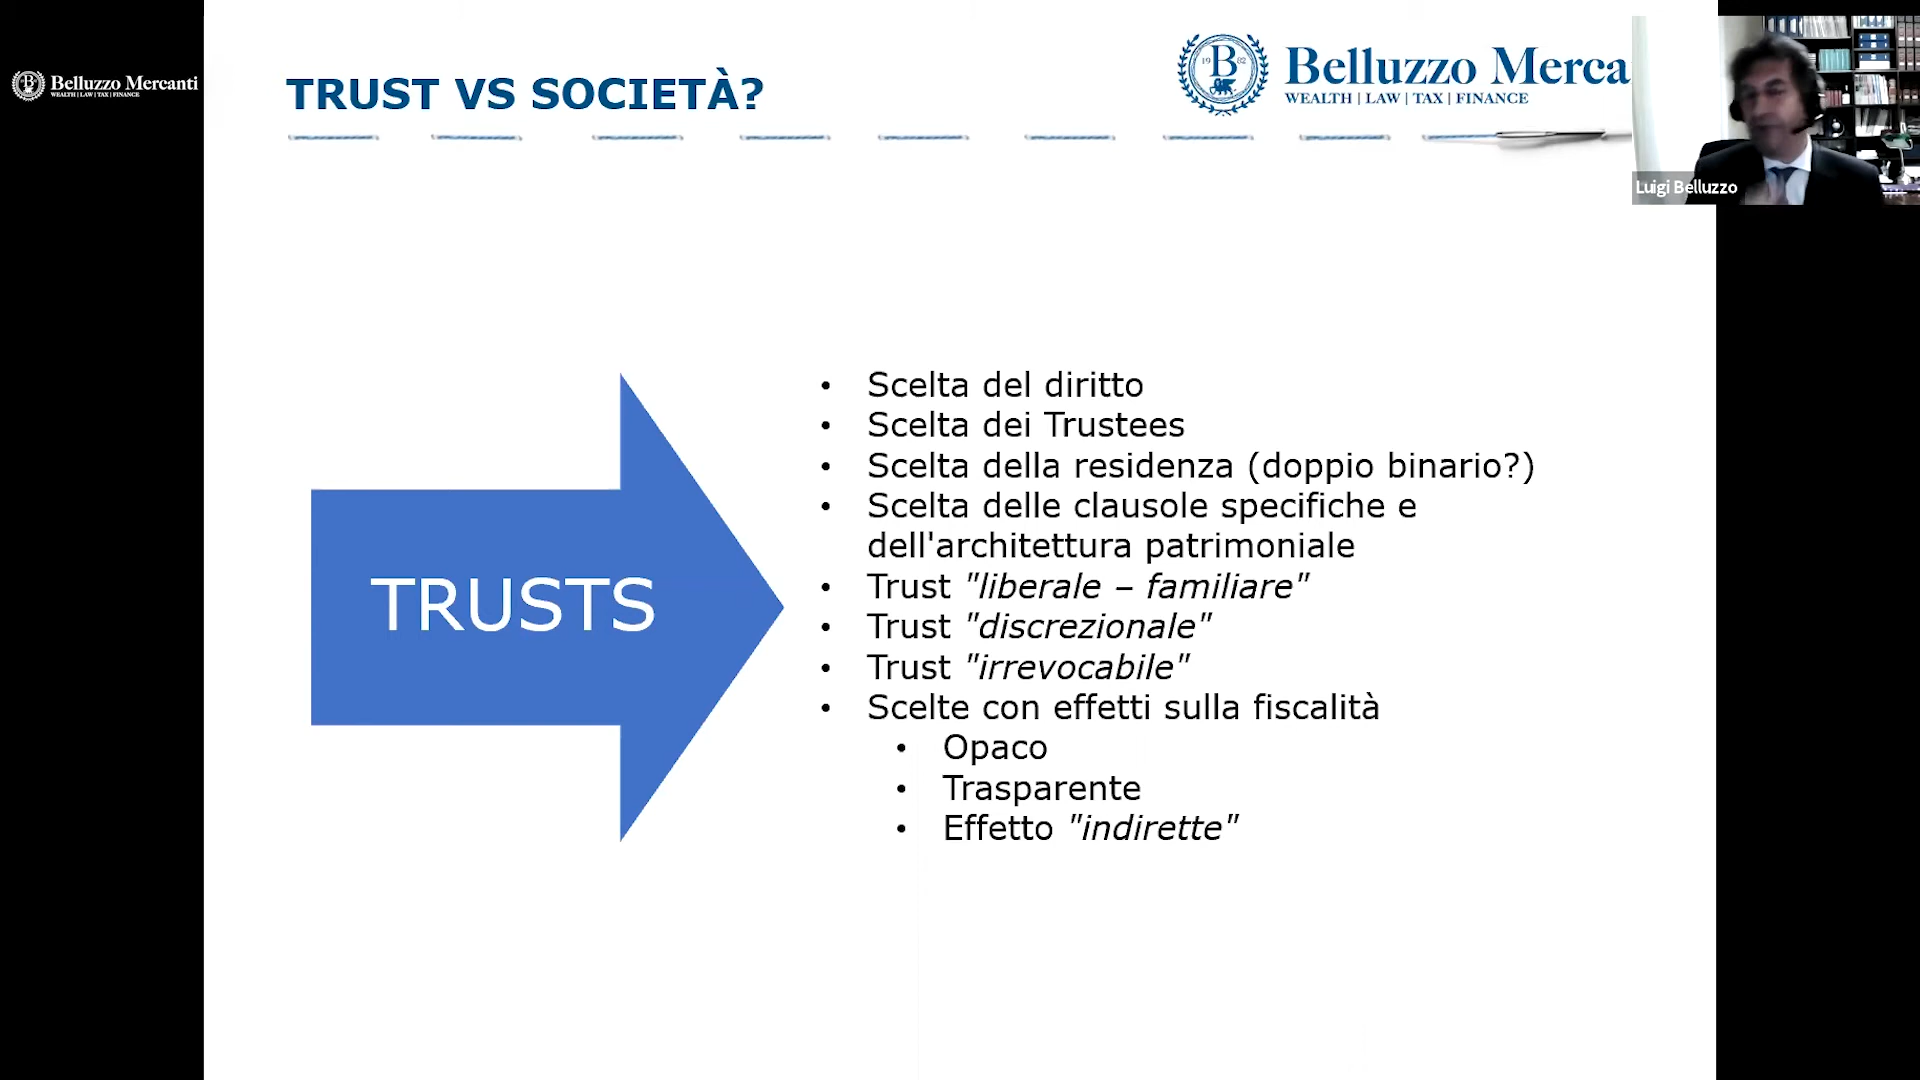 Belluzzo Mercanti
WEALTH | LAW | TAX | FINANCE
TRUST VS SOCIETÀ?
B
19 82
Belluzzo Merca
WEALTH | LAW | TAX | FINANCE
Luigi Belluzzo
TRUSTS
• Scelta del diritto
• Scelta dei Trustees
• Scelta della residenza (doppio binario?)
• Scelta delle clausole specifiche e
dell'architettura patrimoniale
• Trust "liberale – familiare"
• Trust "discrezionale"
• Trust "irrevocabile"
• Scelte con effetti sulla fiscalità
• Opaco
• Trasparente
• Effetto "indirette"